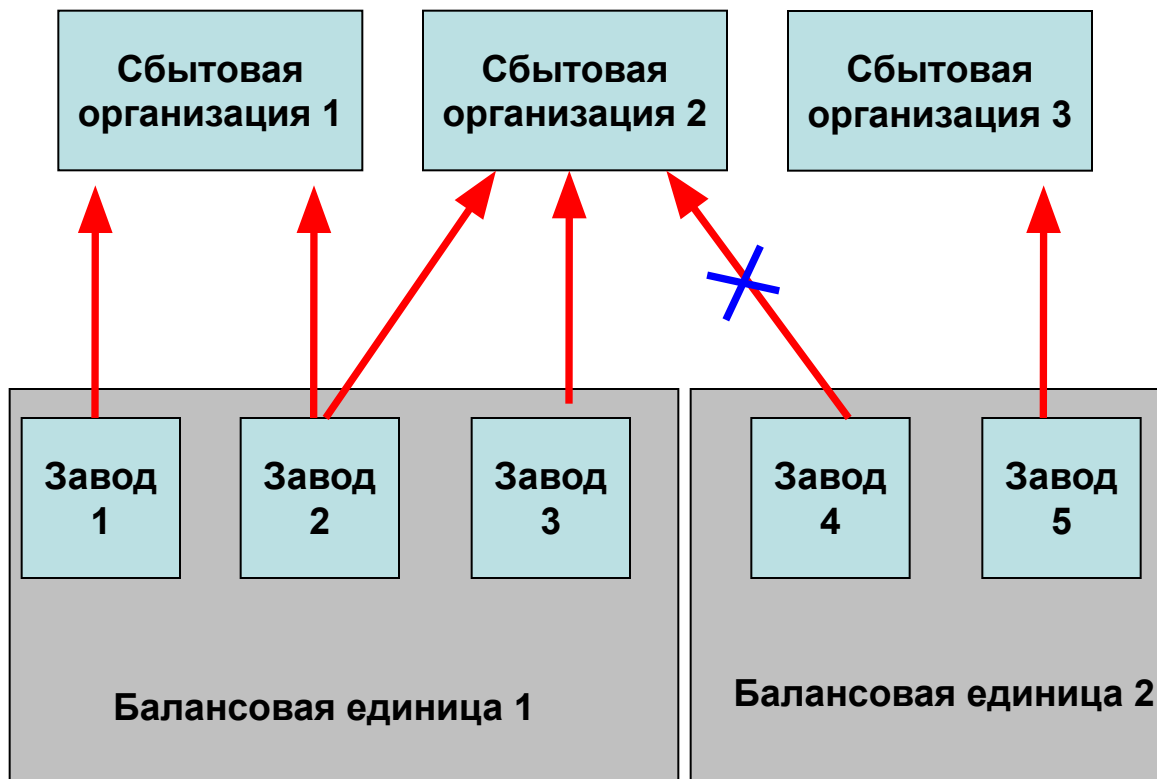 Сбытовая
организация 1
Сбытовая
организация 2
Сбытовая
организация 3
Завод
1
Завод
2
Завод
3
Завод
4
Завод
5
Балансовая единица 1
Балансовая единица 2